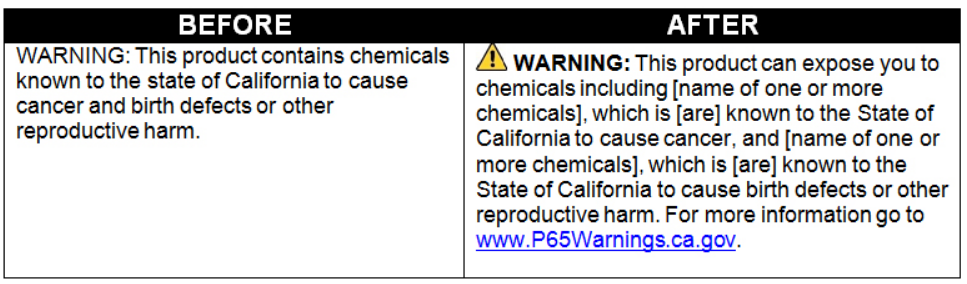 BEFORE
WARNING: This product contains chemicals
known to the state of California to cause
cancer and birth defects or other
reproductive harm.
AFTER
WARNING: This product can expose you to
chemicals including [name of one or more
chemicals], which is [are] known to the State of
California to cause cancer, and [name of one or
more chemicals], which is [are] known to the
State of California to cause birth defects or other
reproductive harm. For more information go to
www.P65Warnings.ca.gov.